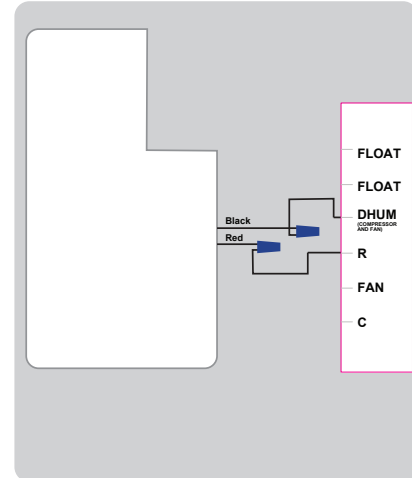 FLOAT
FLOAT
DHUM
(COMPRESSOR
AND FAN)
Black
Red
R
FAN
C